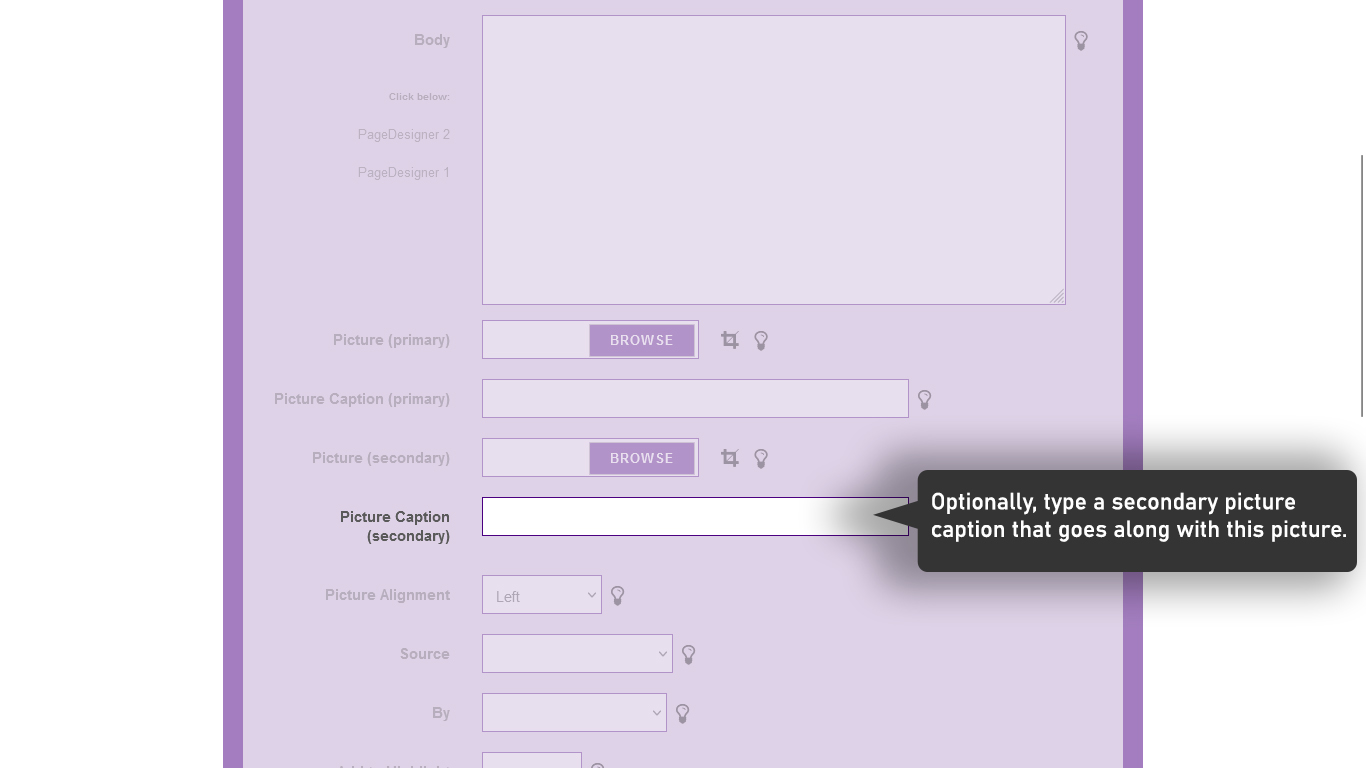 Body
Click below:
PageDesigner 2
PageDesigner 1
Picture (primary)
BROWSE
Picture Caption (primary)
Picture (secondary)
BROWSE
Picture Caption
(secondary)
Optionally, type a secondary picture
caption that goes along with this picture.
Picture Alignment
Left
Source
By